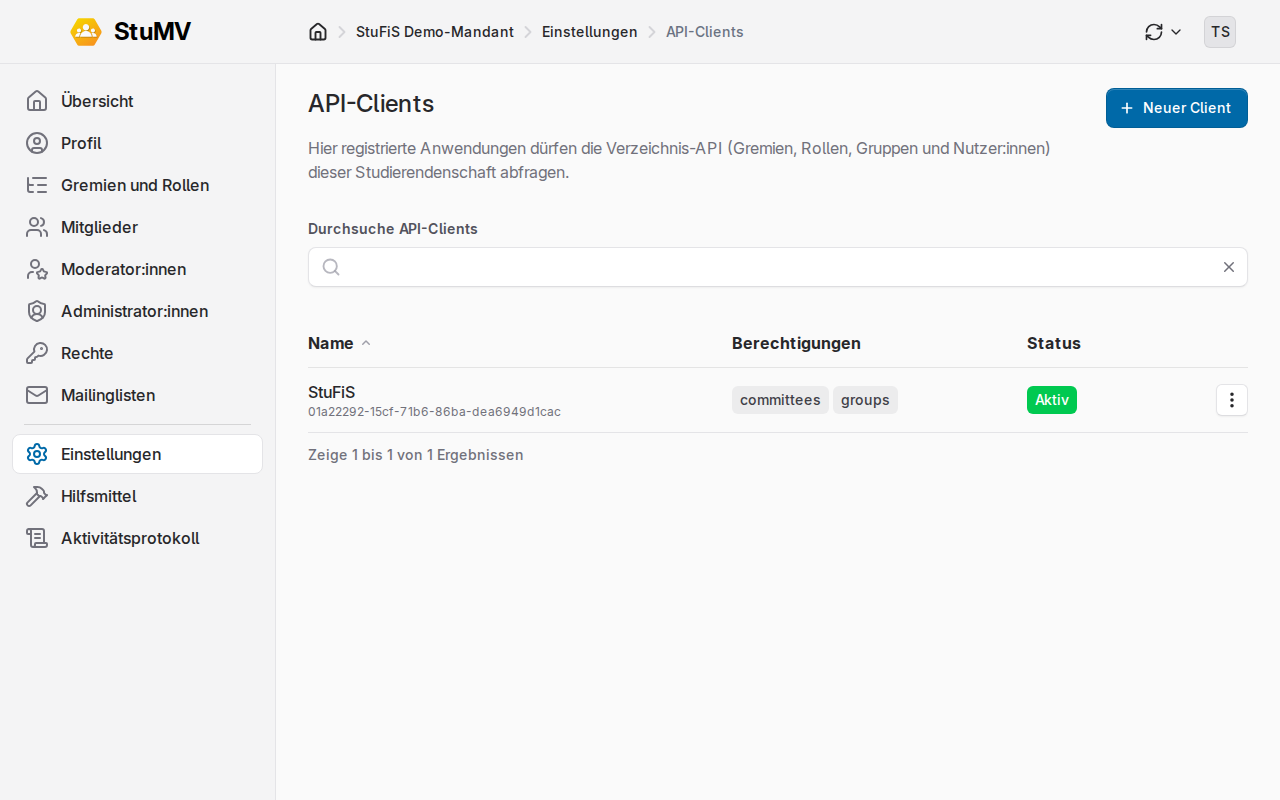 StuMV
StuFiS Demo-Mandant
Einstellungen
API-Clients
TS
Übersicht
Profil
Gremien und Rollen
Mitglieder
Moderator:innen
Administrator:innen
Rechte
Mailinglisten
Einstellungen
Hilfsmittel
Aktivitätsprotokoll
API-Clients
Neuer Client
Hier registrierte Anwendungen dürfen die Verzeichnis-API (Gremien, Rollen, Gruppen und Nutzer:innen)
dieser Studierendenschaft abfragen.
Durchsuche API-Clients
Name Berechtigungen Status
StuFiS
01a22292-15cf-71b6-86ba-dea6949d1cac
committees groups Aktiv
Zeige 1 bis 1 von 1 Ergebnissen